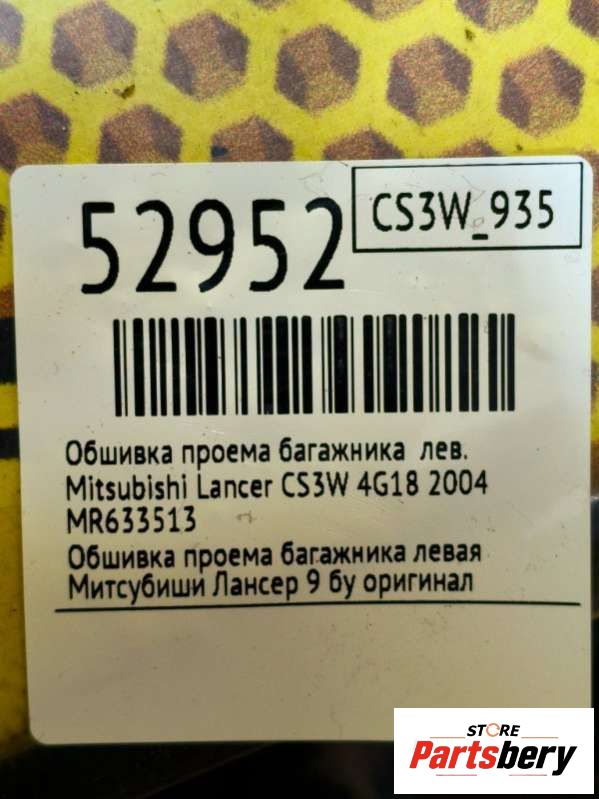 52952
CS3W_935
Обшивка проема багажника лев.
Mitsubishi Lancer CS3W 4G18 2004
MR633513
Обшивка проема багажника левая
Митсубиши Лансер 9 бу оригинал
STORE
Partsbery